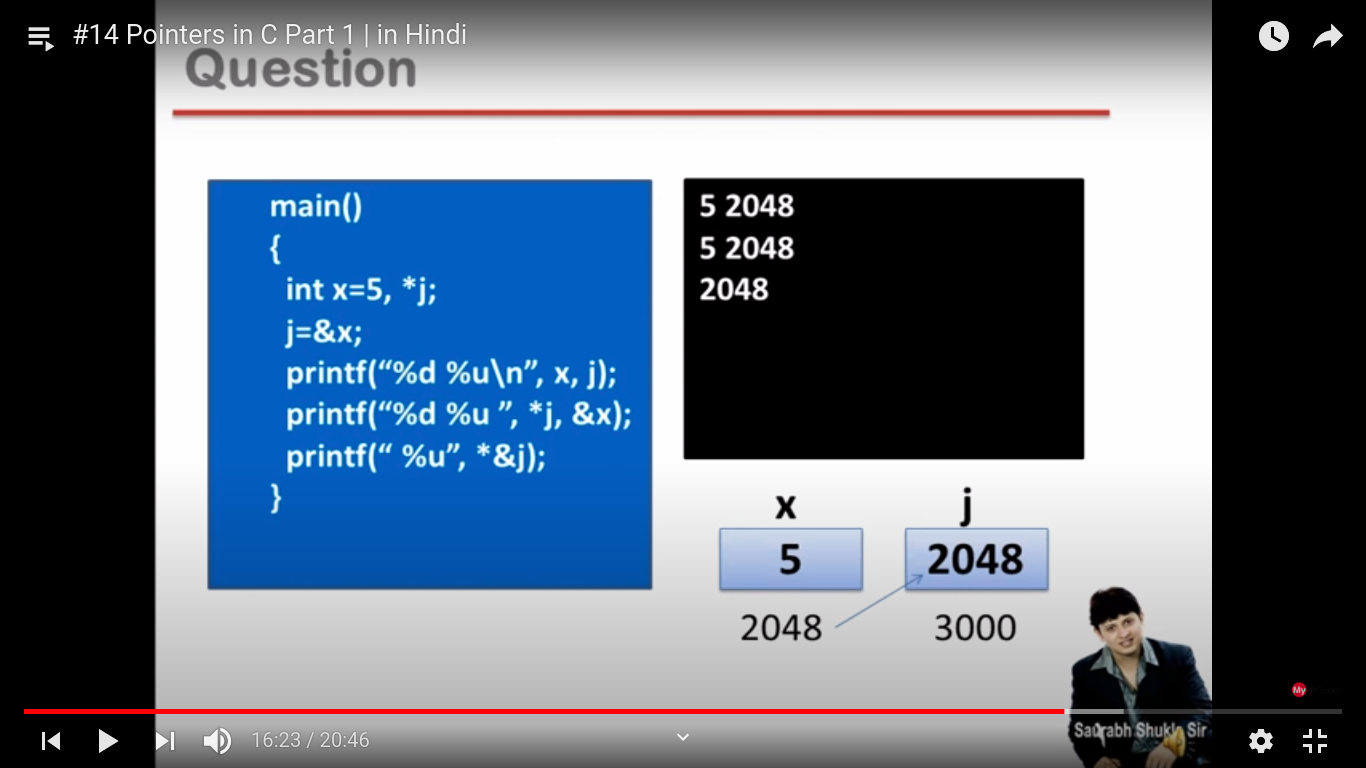 #14 Pointers in C Part 1 | in Hindi
Question
main()
{
int x=5, *j;
j=&x;
printf(“%d %u\n”, x, j);
printf(“%d %u ”, *j, &x);
printf(“ %u”, *&j);
}
5 2048
5 2048
2048
x j
5 2048
2048 3000
My
Saurabh Shukla Sir
16:23 / 20:46